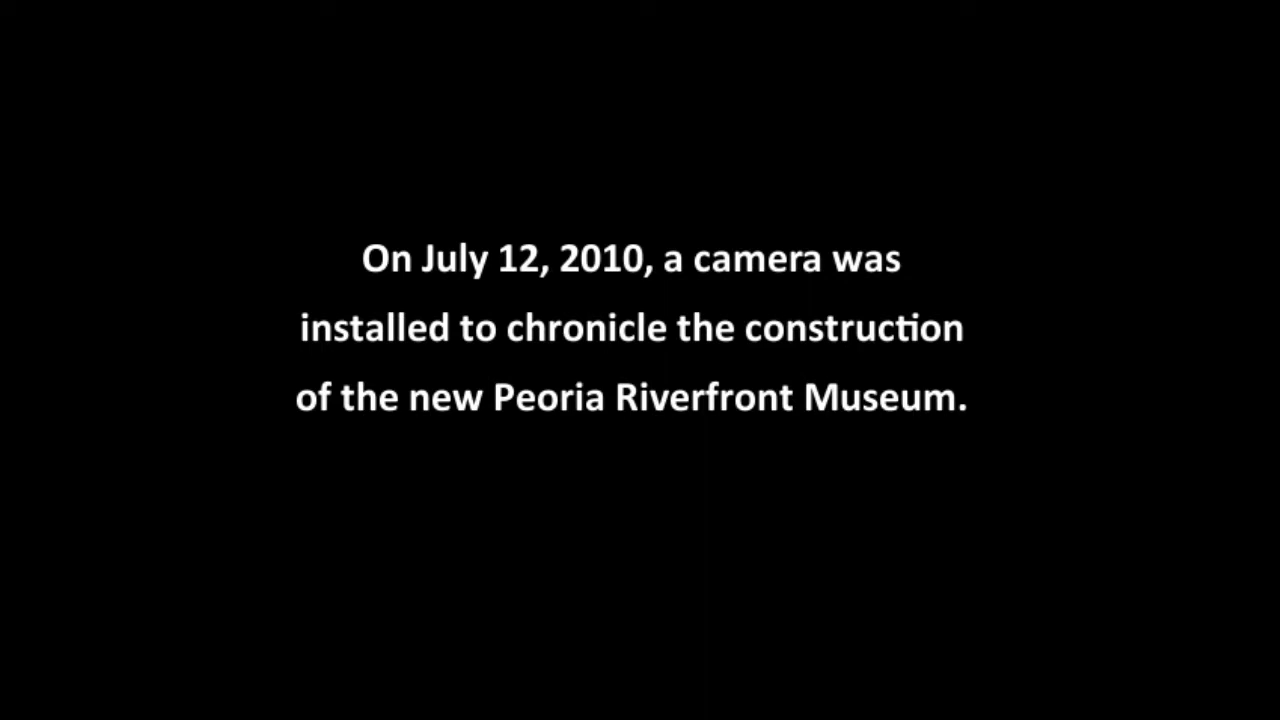 On July 12, 2010, a camera was
installed to chronicle the construction
of the new Peoria Riverfront Museum.